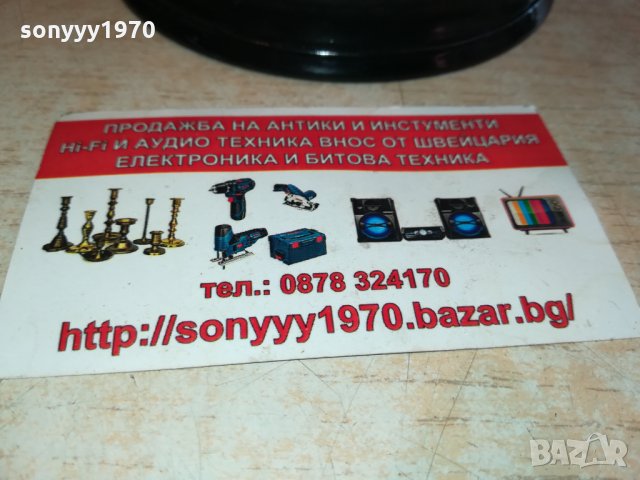 sonyyy1970
ПРОДАЖБА НА АНТИКИ И ИНСТУМЕНТИ
Hi-Fi И АУДИО ТЕХНИКА ВНОС ОТ ШВЕЙЦАРИЯ
ЕЛЕКТРОНИКА И БИТОВА ТЕХНИКА
тел.: 0878 324170
http://sonyyy1970.bazar.bg/
BAZAR